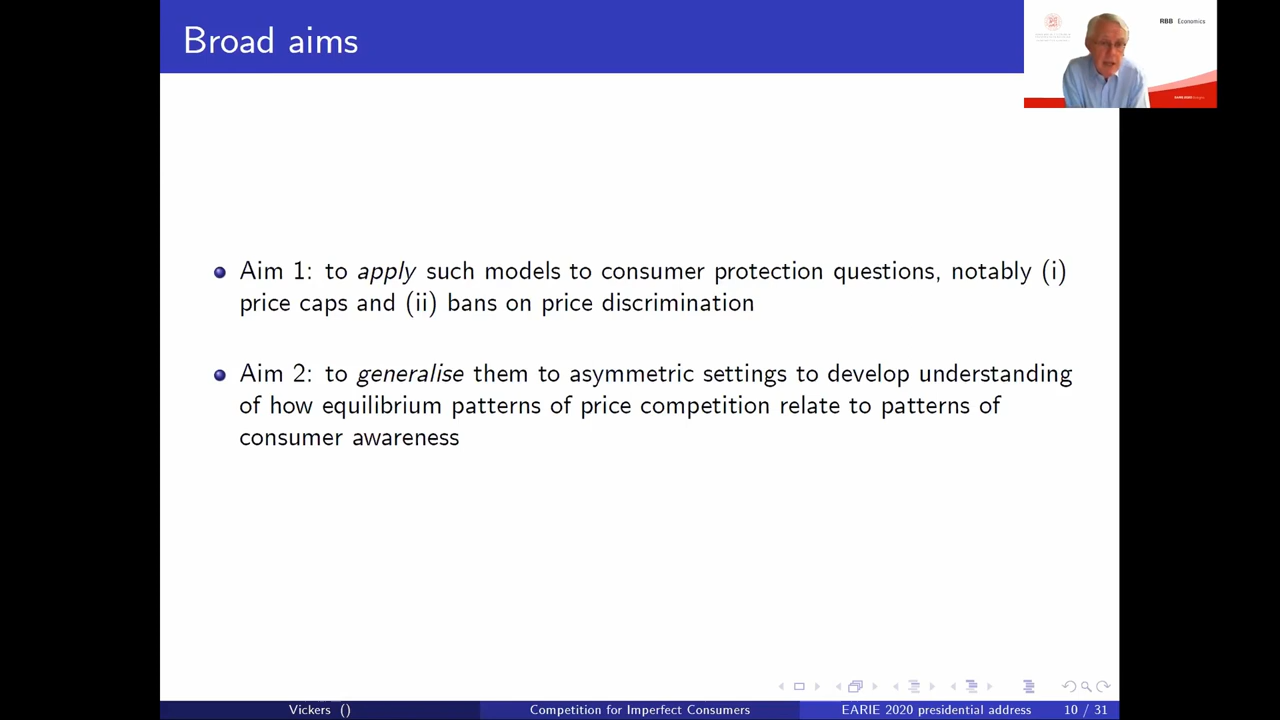 Broad aims
RBB Economics
Aim 1: to apply such models to consumer protection questions, notably (i)
price caps and (ii) bans on price discrimination
Aim 2: to generalise them to asymmetric settings to develop understanding
of how equilibrium patterns of price competition relate to patterns of
consumer awareness
Vickers () Competition for Imperfect Consumers EARIE 2020 presidential address 10 / 31